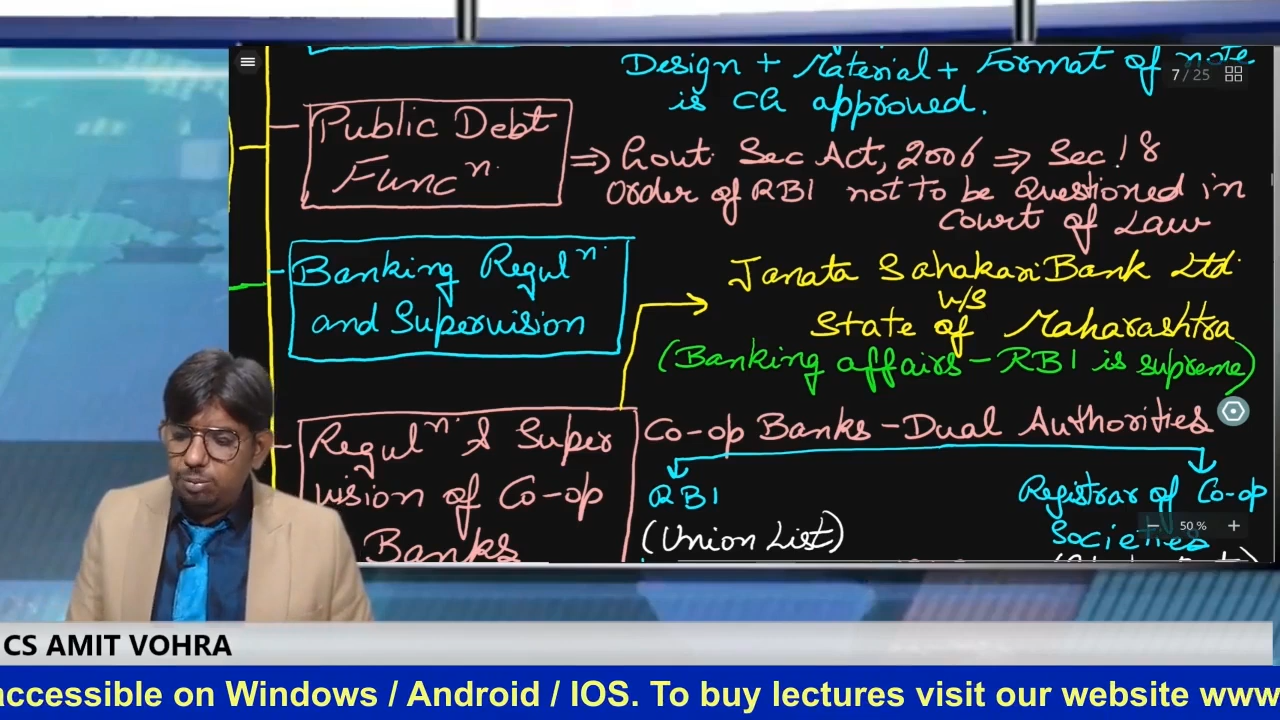 Design + Material + Format of note
is CG approved.
7 / 25
Public Debt
Funcⁿ.
⇒ Govt. Sec Act, 2006 ⇒ Sec 18
Order of RBI not to be Questioned in
Court of Law
Banking Regulⁿ.
and Supervision
Janata Sahakari Bank Ltd.
v/s
State of Maharashtra
(Banking affairs - RBI is supreme)
Regulⁿ. & Super
vision of Co-op
Banks
Co-op Banks - Dual Authorities
RBI
(Union List)
Registrar of Co-op
Societies
50 %
CS AMIT VOHRA
accessible on Windows / Android / IOS. To buy lectures visit our website www